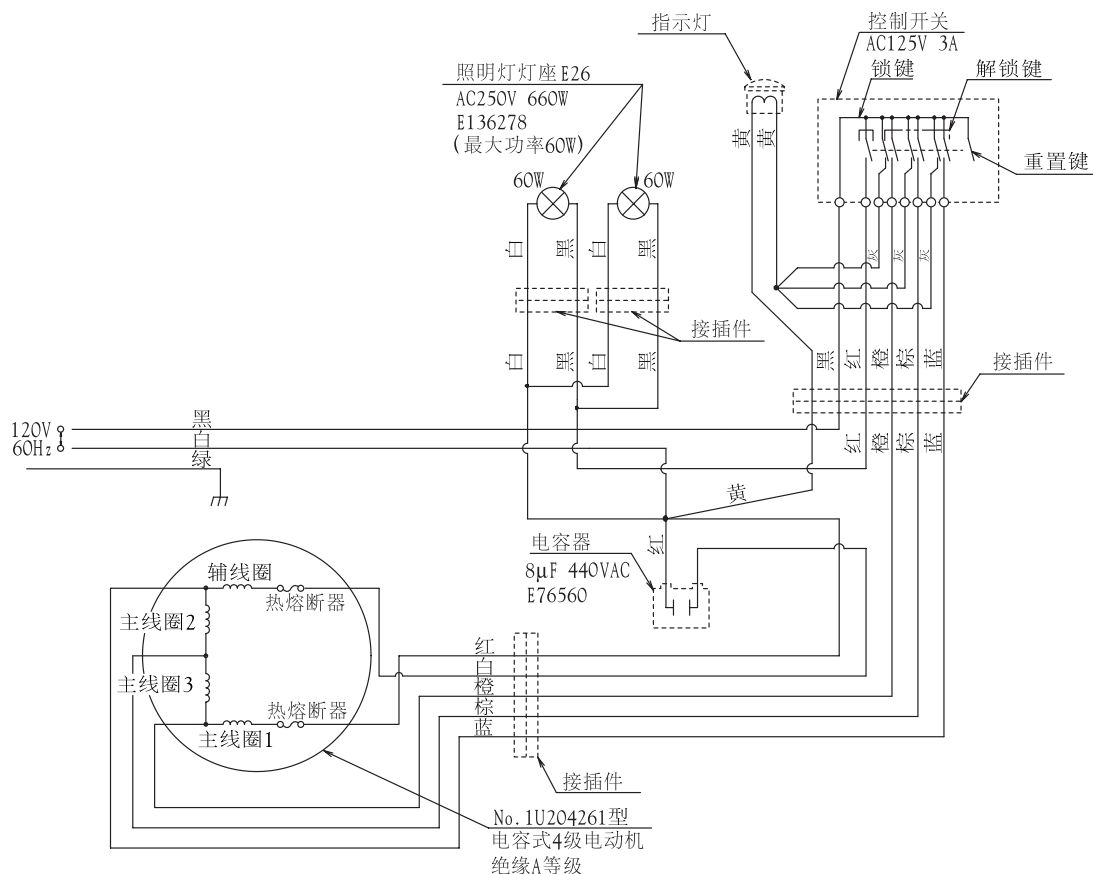 指示灯
控制开关
AC125V 3A
锁键
解锁键
重置键
照明灯灯座E26
AC250V 660W
E136278
(最大功率60W)
60W
60W
黄
黄
白
黑
白
黑
灰
灰
灰
接插件
白
黑
白
黑
黑
红
橙
棕
蓝
接插件
120V
60Hz
黑
白
绿
红
橙
棕
蓝
黄
红
电容器
8μF 440VAC
E76560
辅线圈
热熔断器
主线圈2
主线圈3
热熔断器
主线圈1
红
白
橙
棕
蓝
接插件
No.1U204261型
电容式4级电动机
绝缘A等级